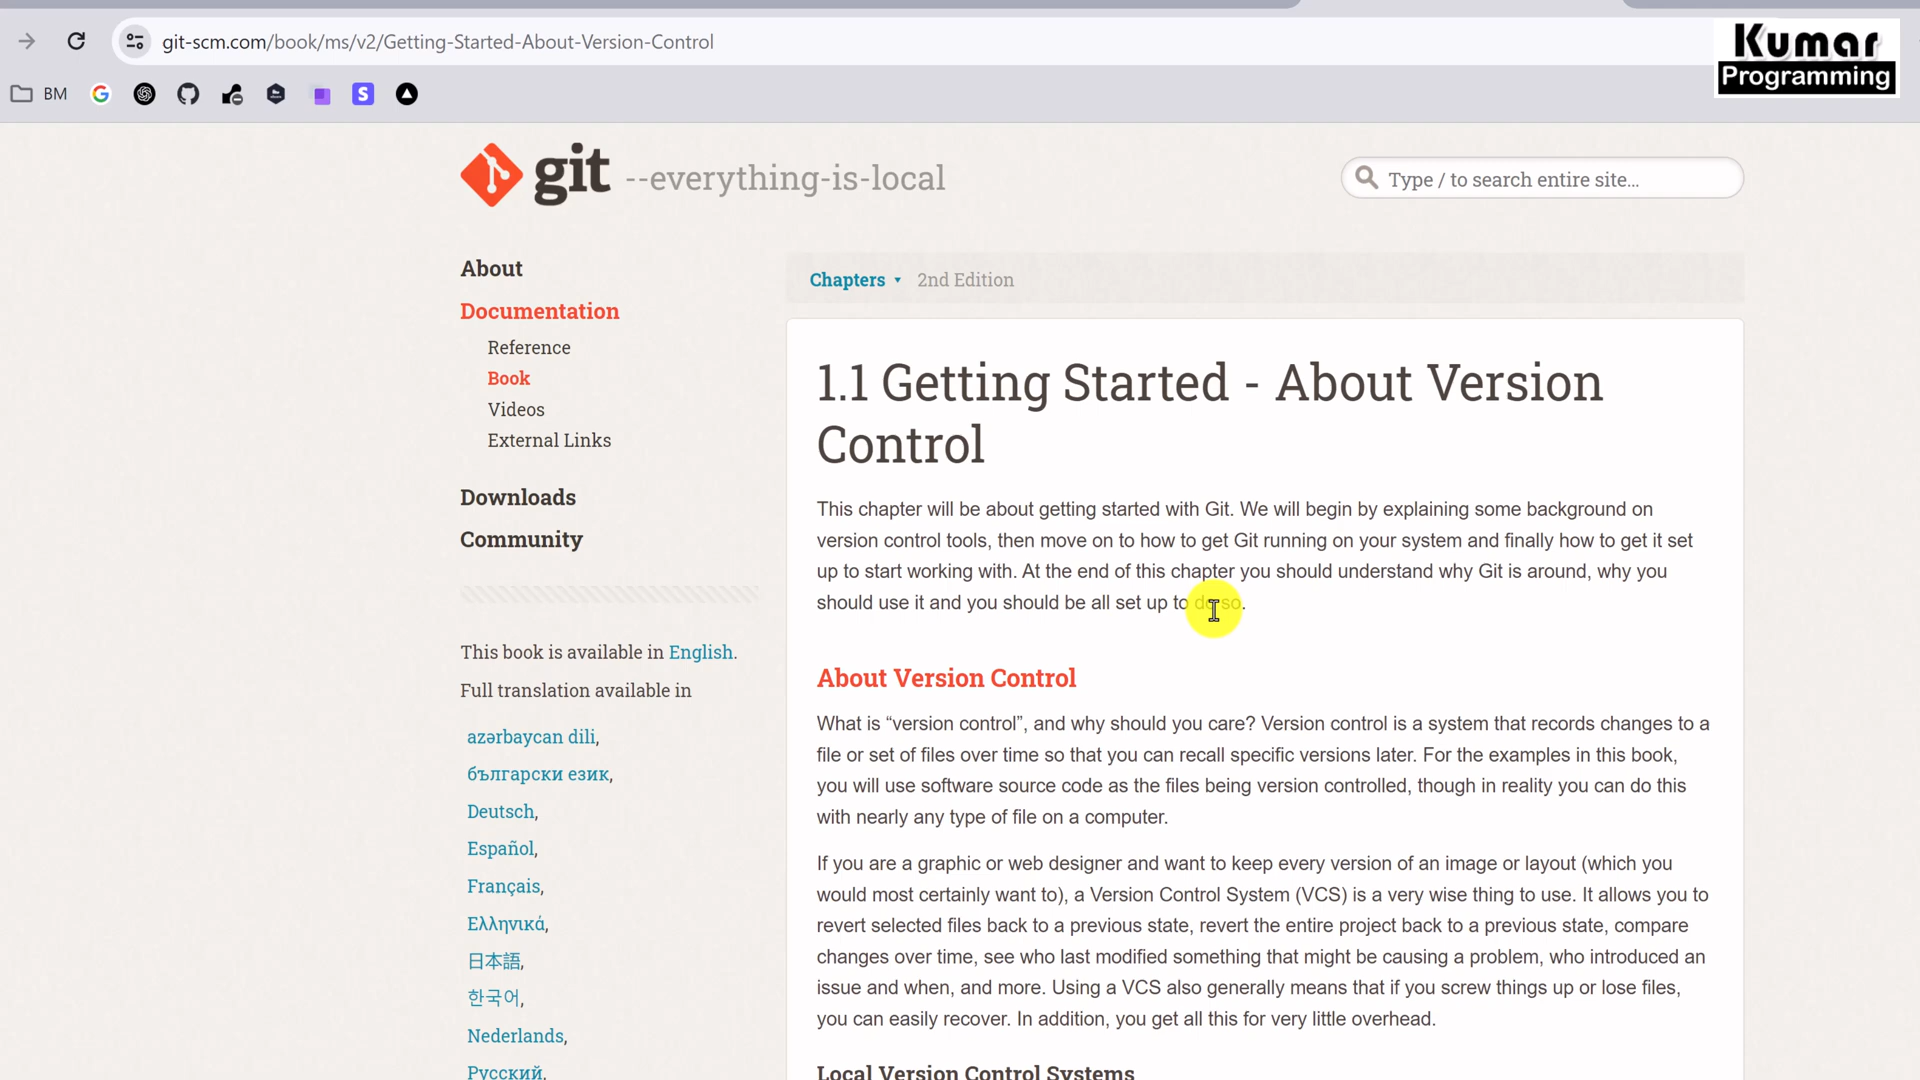 git-scm.com/book/ms/v2/Getting-Started-About-Version-Control
Kumar
Programming
BM
S
git --everything-is-local
Type / to search entire site...
About
Documentation
Reference
Book
Videos
External Links
Downloads
Community
This book is available in English.
Full translation available in
azərbaycan dili,
български език,
Deutsch,
Español,
Français,
Ελληνικά,
日本語,
한국어,
Nederlands,
Русский,
Chapters ▾ 2nd Edition
1.1 Getting Started - About Version
Control
This chapter will be about getting started with Git. We will begin by explaining some background on
version control tools, then move on to how to get Git running on your system and finally how to get it set
up to start working with. At the end of this chapter you should understand why Git is around, why you
should use it and you should be all set up to do so.
About Version Control
What is “version control”, and why should you care? Version control is a system that records changes to a
file or set of files over time so that you can recall specific versions later. For the examples in this book,
you will use software source code as the files being version controlled, though in reality you can do this
with nearly any type of file on a computer.
If you are a graphic or web designer and want to keep every version of an image or layout (which you
would most certainly want to), a Version Control System (VCS) is a very wise thing to use. It allows you to
revert selected files back to a previous state, revert the entire project back to a previous state, compare
changes over time, see who last modified something that might be causing a problem, who introduced an
issue and when, and more. Using a VCS also generally means that if you screw things up or lose files,
you can easily recover. In addition, you get all this for very little overhead.
Local Version Control Systems